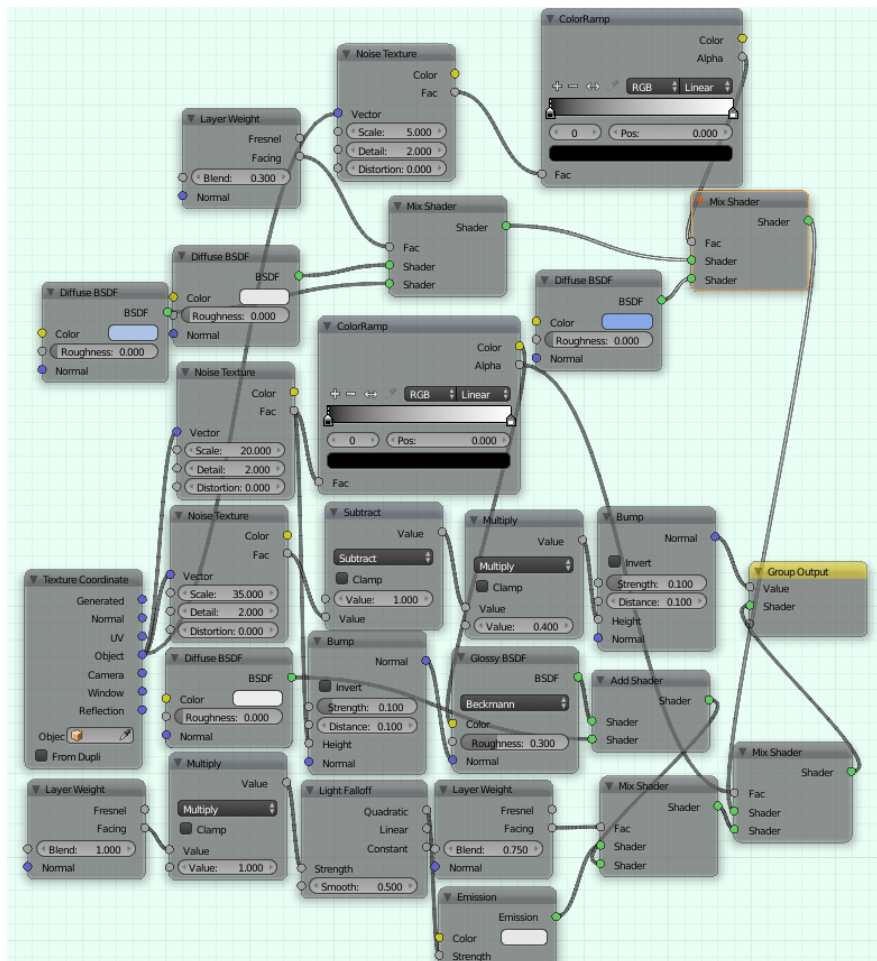 ColorRamp
Color
Alpha
RGB Linear
0 Pos: 0.000
Fac
Noise Texture
Color
Fac
Vector
Scale: 5.000
Detail: 2.000
Distortion: 0.000
Layer Weight
Fresnel
Facing
Blend: 0.300
Normal
Mix Shader
Shader
Fac
Shader
Shader
Mix Shader
Shader
Fac
Shader
Shader
Diffuse BSDF
BSDF
Color
Roughness: 0.000
Normal
Diffuse BSDF
BSDF
Color
Roughness: 0.000
Normal
Diffuse BSDF
BSDF
Color
Roughness: 0.000
Normal
ColorRamp
Color
Alpha
RGB Linear
0 Pos: 0.000
Fac
Noise Texture
Color
Fac
Vector
Scale: 20.000
Detail: 2.000
Distortion: 0.000
Noise Texture
Color
Fac
Vector
Scale: 35.000
Detail: 2.000
Distortion: 0.000
Subtract
Value
Subtract
Clamp
Value: 1.000
Value
Multiply
Value
Multiply
Clamp
Value
Value: 0.400
Bump
Normal
Invert
Strength: 0.100
Distance: 0.100
Height
Normal
Group Output
Value
Shader
Texture Coordinate
Generated
Normal
UV
Object
Camera
Window
Reflection
Objec
From Dupli
Diffuse BSDF
BSDF
Color
Roughness: 0.000
Normal
Bump
Normal
Invert
Strength: 0.100
Distance: 0.100
Height
Normal
Glossy BSDF
BSDF
Beckmann
Color
Roughness: 0.300
Normal
Add Shader
Shader
Shader
Shader
Mix Shader
Shader
Fac
Shader
Shader
Layer Weight
Fresnel
Facing
Blend: 1.000
Normal
Multiply
Value
Multiply
Clamp
Value
Value: 1.000
Light Falloff
Quadratic
Linear
Constant
Strength
Smooth: 0.500
Layer Weight
Fresnel
Facing
Blend: 0.750
Normal
Mix Shader
Shader
Fac
Shader
Shader
Emission
Emission
Color
Strength